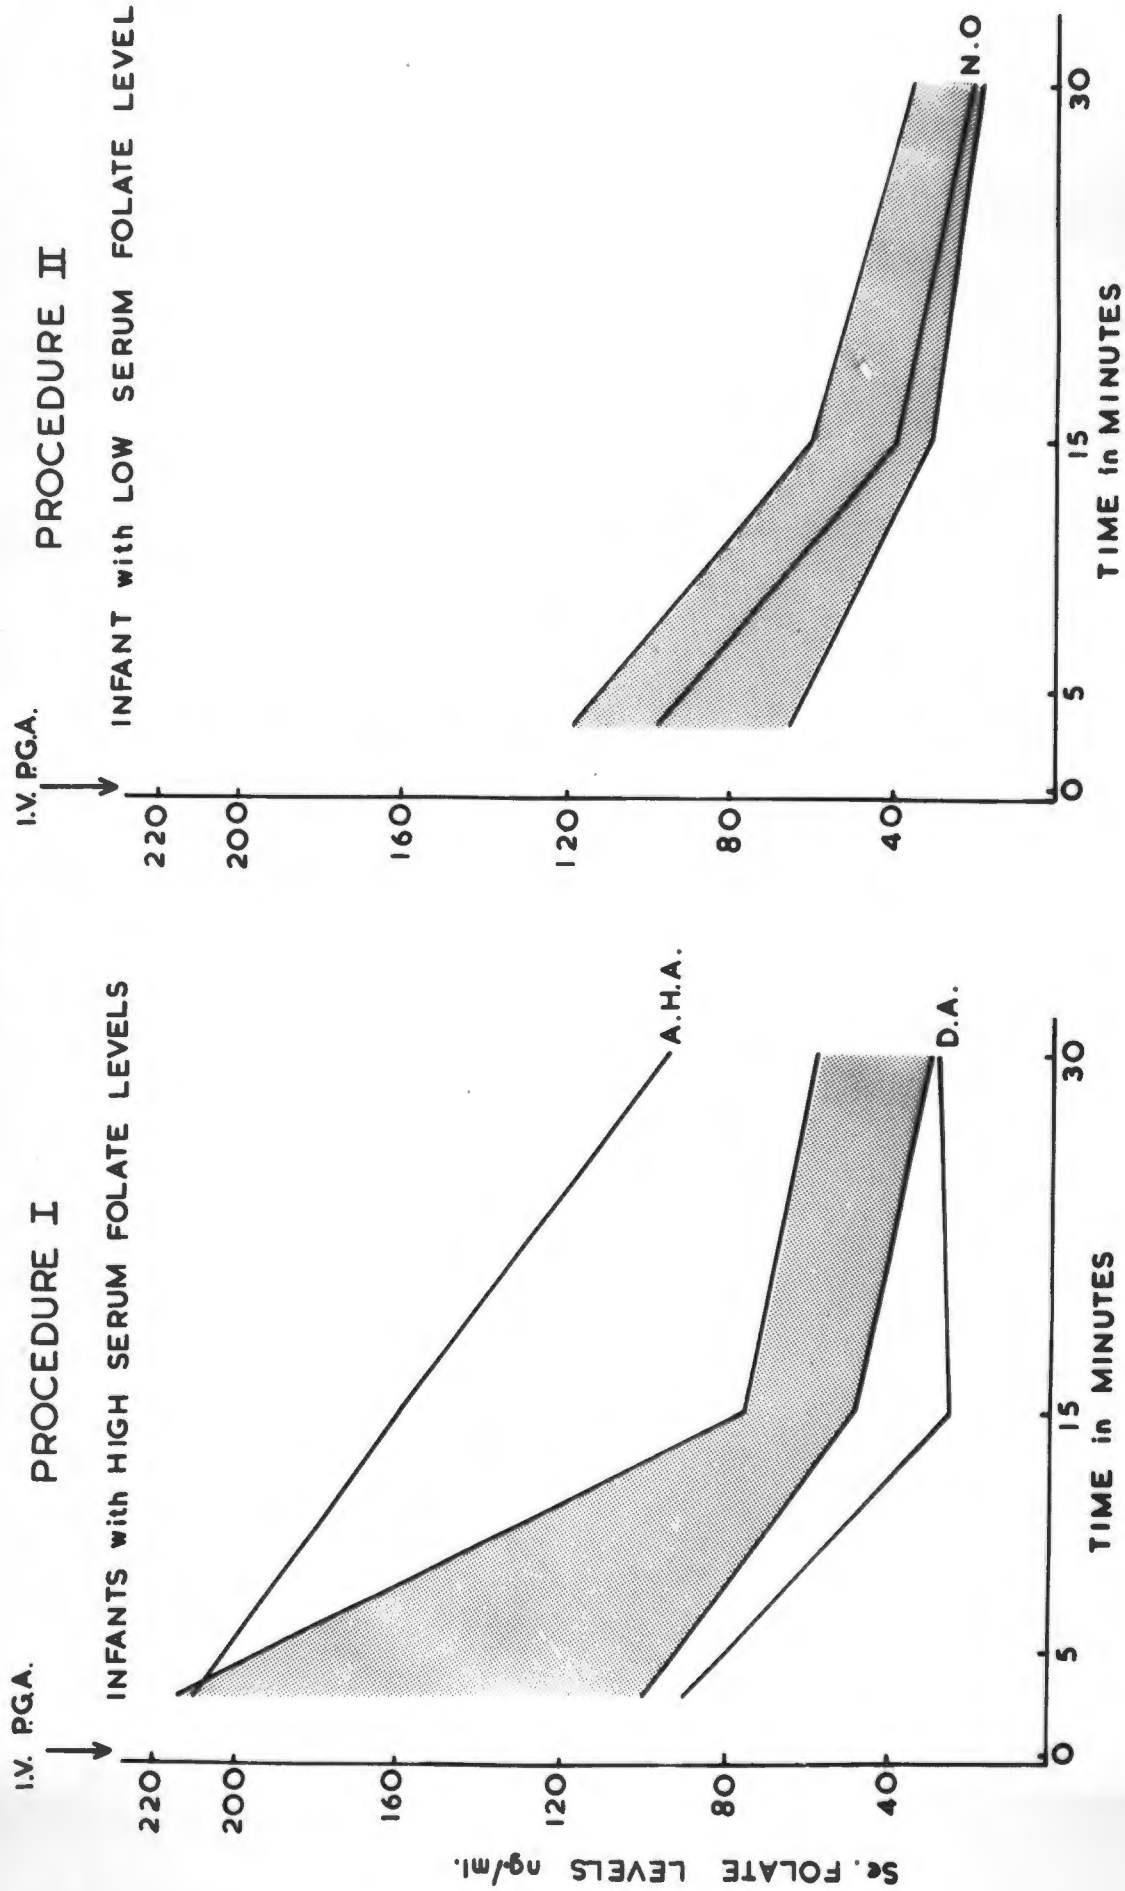 I.V. P.G.A.
PROCEDURE I
INFANTS with HIGH SERUM FOLATE LEVELS
Se. FOLATE LEVELS ng/ml.
220
200
160
120
80
40
A.H.A.
D.A.
0
5
15
30
TIME in MINUTES
I.V. P.G.A.
PROCEDURE II
INFANT with LOW SERUM FOLATE LEVEL
220
200
160
120
80
40
N.O
0
5
15
30
TIME in MINUTES